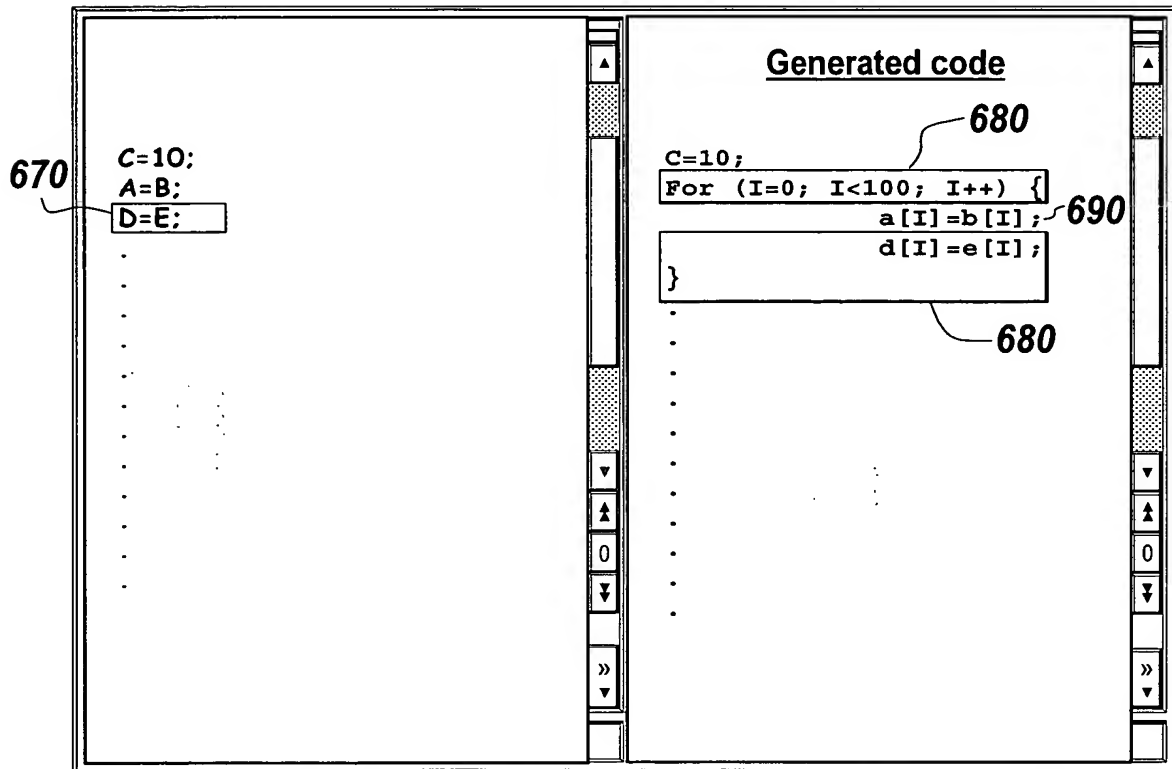 670
C=10;
A=B;
D=E;
Generated code
680
C=10;
For (I=0; I<100; I++) {
a[I]=b[I];
690
d[I]=e[I];
}
680
0
»
0
»